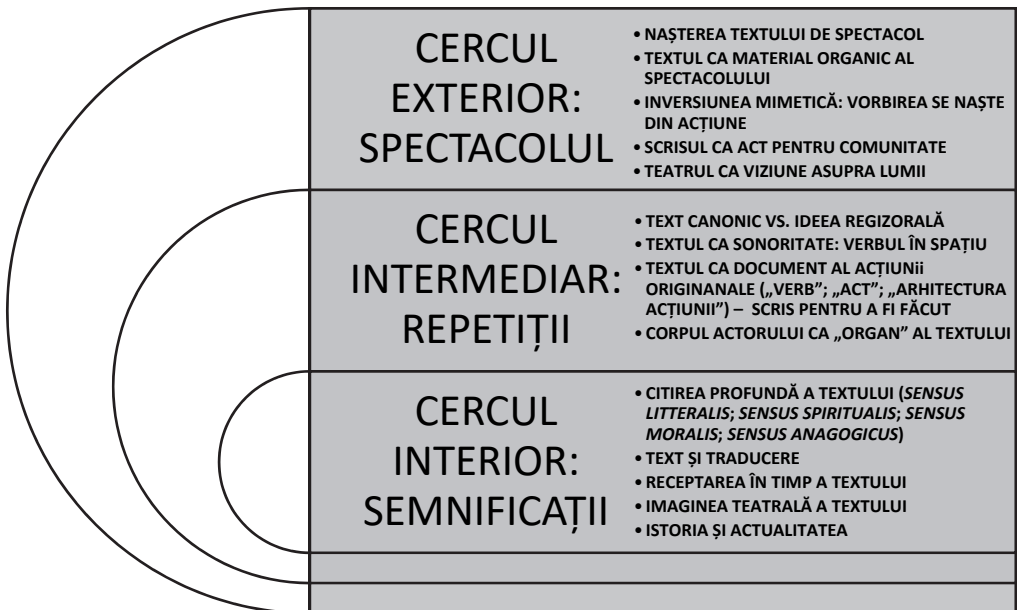 CERCUL
EXTERIOR:
SPECTACOLUL
• NAȘTEREA TEXTULUI DE SPECTACOL
• TEXTUL CA MATERIAL ORGANIC AL
SPECTACOLULUI
• INVERSIUNEA MIMETICĂ: VORBIREA SE NAȘTE
DIN ACȚIUNE
• SCRISUL CA ACT PENTRU COMUNITATE
• TEATRUL CA VIZIUNE ASUPRA LUMII
CERCUL
INTERMEDIAR:
REPETIȚII
• TEXT CANONIC VS. IDEEA REGIZORALĂ
• TEXTUL CA SONORITATE: VERBUL ÎN SPAȚIU
• TEXTUL CA DOCUMENT AL ACȚIUNii
ORIGINANALE („VERB”; „ACT”; „ARHITECTURA
ACȚIUNII”) – SCRIS PENTRU A FI FĂCUT
• CORPUL ACTORULUI CA „ORGAN” AL TEXTULUI
CERCUL
INTERIOR:
SEMNIFICAȚII
• CITIREA PROFUNDĂ A TEXTULUI (SENSUS
LITTERALIS; SENSUS SPIRITUALIS; SENSUS
MORALIS; SENSUS ANAGOGICUS)
• TEXT ȘI TRADUCERE
• RECEPTAREA ÎN TIMP A TEXTULUI
• IMAGINEA TEATRALĂ A TEXTULUI
• ISTORIA ȘI ACTUALITATEA